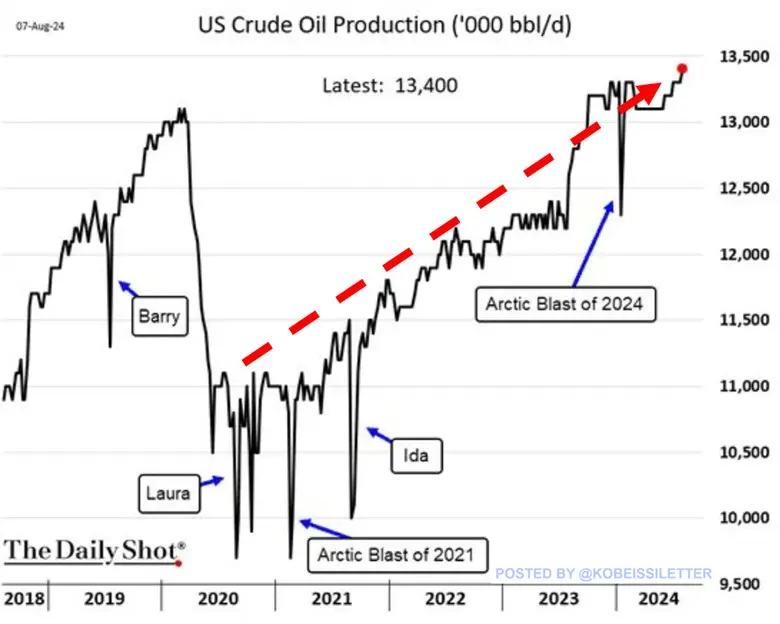 07-Aug-24
US Crude Oil Production ('000 bbl/d)
Latest: 13,400
13,500
13,000
12,500
12,000
11,500
11,000
10,500
10,000
9,500
Barry
Arctic Blast of 2024
Ida
Laura
Arctic Blast of 2021
The Daily Shot®
POSTED BY @KOBEISSILETTER
2018 2019 2020 2021 2022 2023 2024